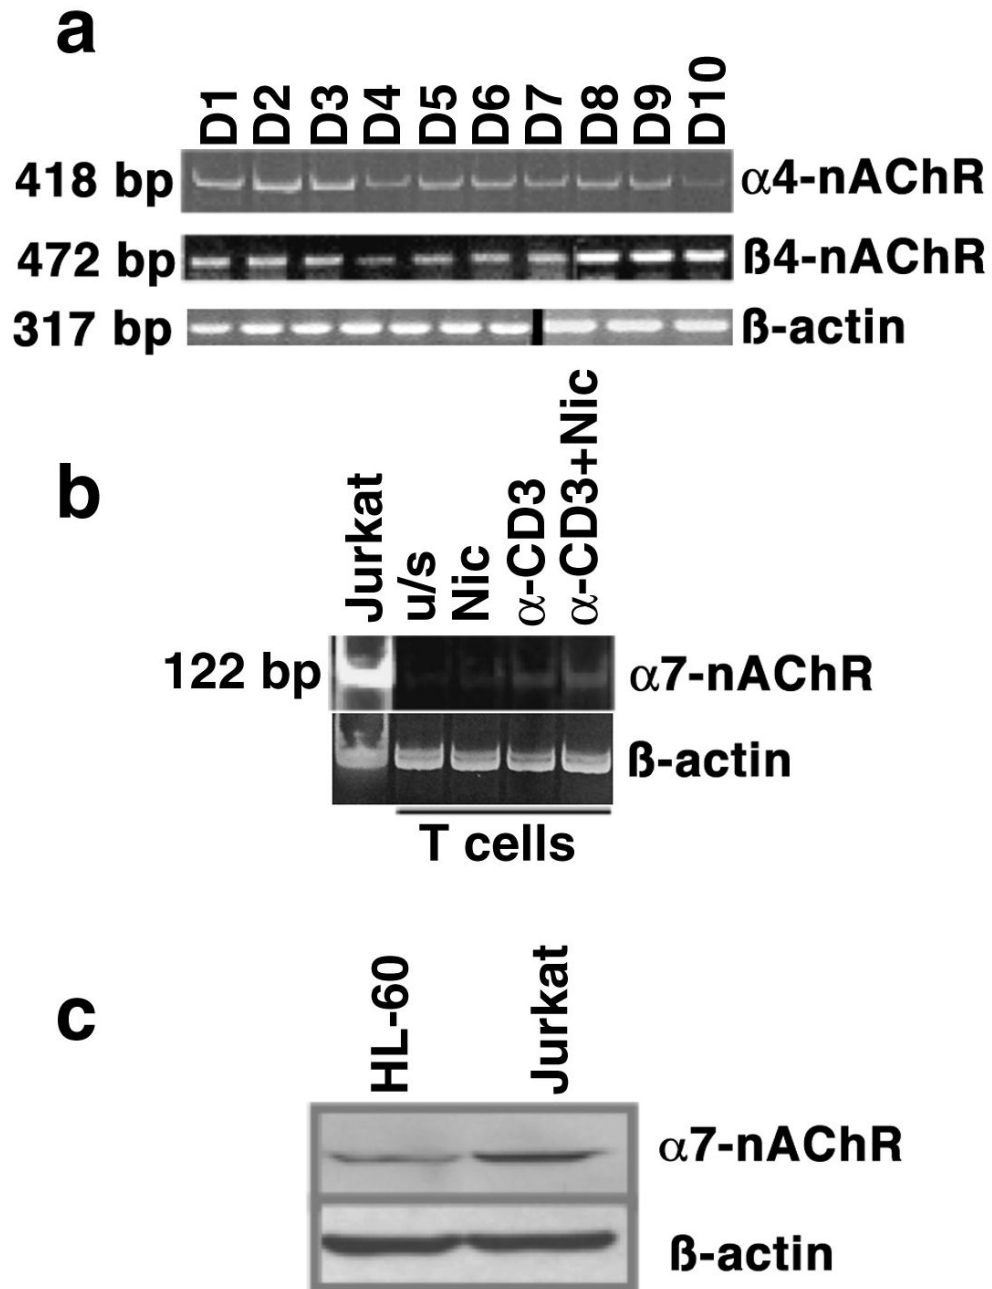 a
D1 D2 D3 D4 D5 D6 D7 D8 D9 D10
418 bp α4-nAChR
472 bp ß4-nAChR
317 bp ß-actin
b
Jurkat u/s Nic α-CD3 α-CD3+Nic
122 bp α7-nAChR
ß-actin
T cells
c
HL-60 Jurkat
α7-nAChR
ß-actin